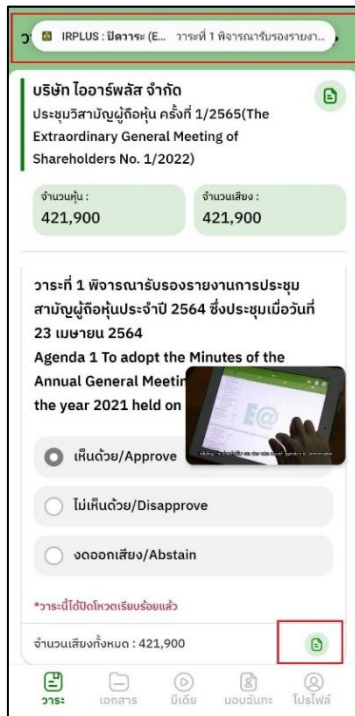 ว
IRPLUS : ปิดวาระ (E... วาระที่ 1 พิจารณารับรองรายงา...
บริษัท ไออาร์พลัส จำกัด
ประชุมวิสามัญผู้ถือหุ้น ครั้งที่ 1/2565(The
Extraordinary General Meeting of
Shareholders No. 1/2022)
จำนวนหุ้น :
421,900
จำนวนเสียง :
421,900
วาระที่ 1 พิจารณารับรองรายงานการประชุม
สามัญผู้ถือหุ้นประจำปี 2564 ซึ่งประชุมเมื่อวันที่
23 เมษายน 2564
Agenda 1 To adopt the Minutes of the
Annual General Meetin
the year 2021 held on
E@
เห็นด้วย/Approve
ไม่เห็นด้วย/Disapprove
งดออกเสียง/Abstain
*วาระนี้ได้ปิดโหวตเรียบร้อยแล้ว
จำนวนเสียงทั้งหมด : 421,900
วาระ
เอกสาร
มีเดีย
มอบฉันทะ
โปรไฟล์